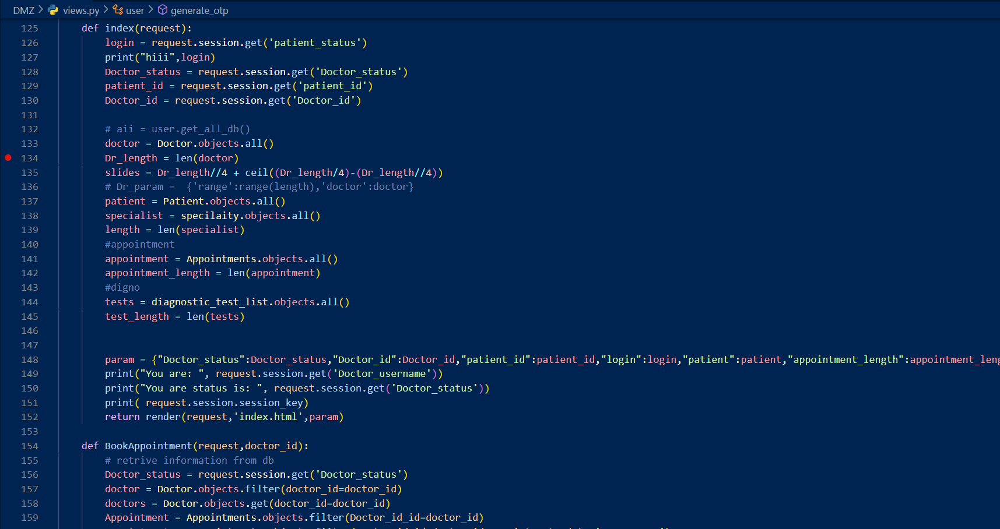 DMZ > views.py > user > generate_otp
125 def index(request):
126 login = request.session.get('patient_status')
127 print("hiii",login)
128 Doctor_status = request.session.get('Doctor_status')
129 patient_id = request.session.get('patient_id')
130 Doctor_id = request.session.get('Doctor_id')
131
132 # aii = user.get_all_db()
133 doctor = Doctor.objects.all()
134 Dr_length = len(doctor)
135 slides = Dr_length//4 + ceil((Dr_length/4)-(Dr_length//4))
136 # Dr_param =  {'range':range(length),'doctor':doctor}
137 patient = Patient.objects.all()
138 specialist = specilaity.objects.all()
139 length = len(specialist)
140 #appointment
141 appointment = Appointments.objects.all()
142 appointment_length = len(appointment)
143 #digno
144 tests = diagnostic_test_list.objects.all()
145 test_length = len(tests)
146
147
148 param = {"Doctor_status":Doctor_status,"Doctor_id":Doctor_id,"patient_id":patient_id,"login":login,"patient":patient,"appointment_length":appointment_leng
149 print("You are: ", request.session.get('Doctor_username'))
150 print("You are status is: ", request.session.get('Doctor_status'))
151 print( request.session.session_key)
152 return render(request,'index.html',param)
153
154 def BookAppointment(request,doctor_id):
155 # retrive information from db
156 Doctor_status = request.session.get('Doctor_status')
157 doctor = Doctor.objects.filter(doctor_id=doctor_id)
158 doctors = Doctor.objects.get(doctor_id=doctor_id)
159 Appointment = Appointments.objects.filter(Doctor_id_id=doctor_id)